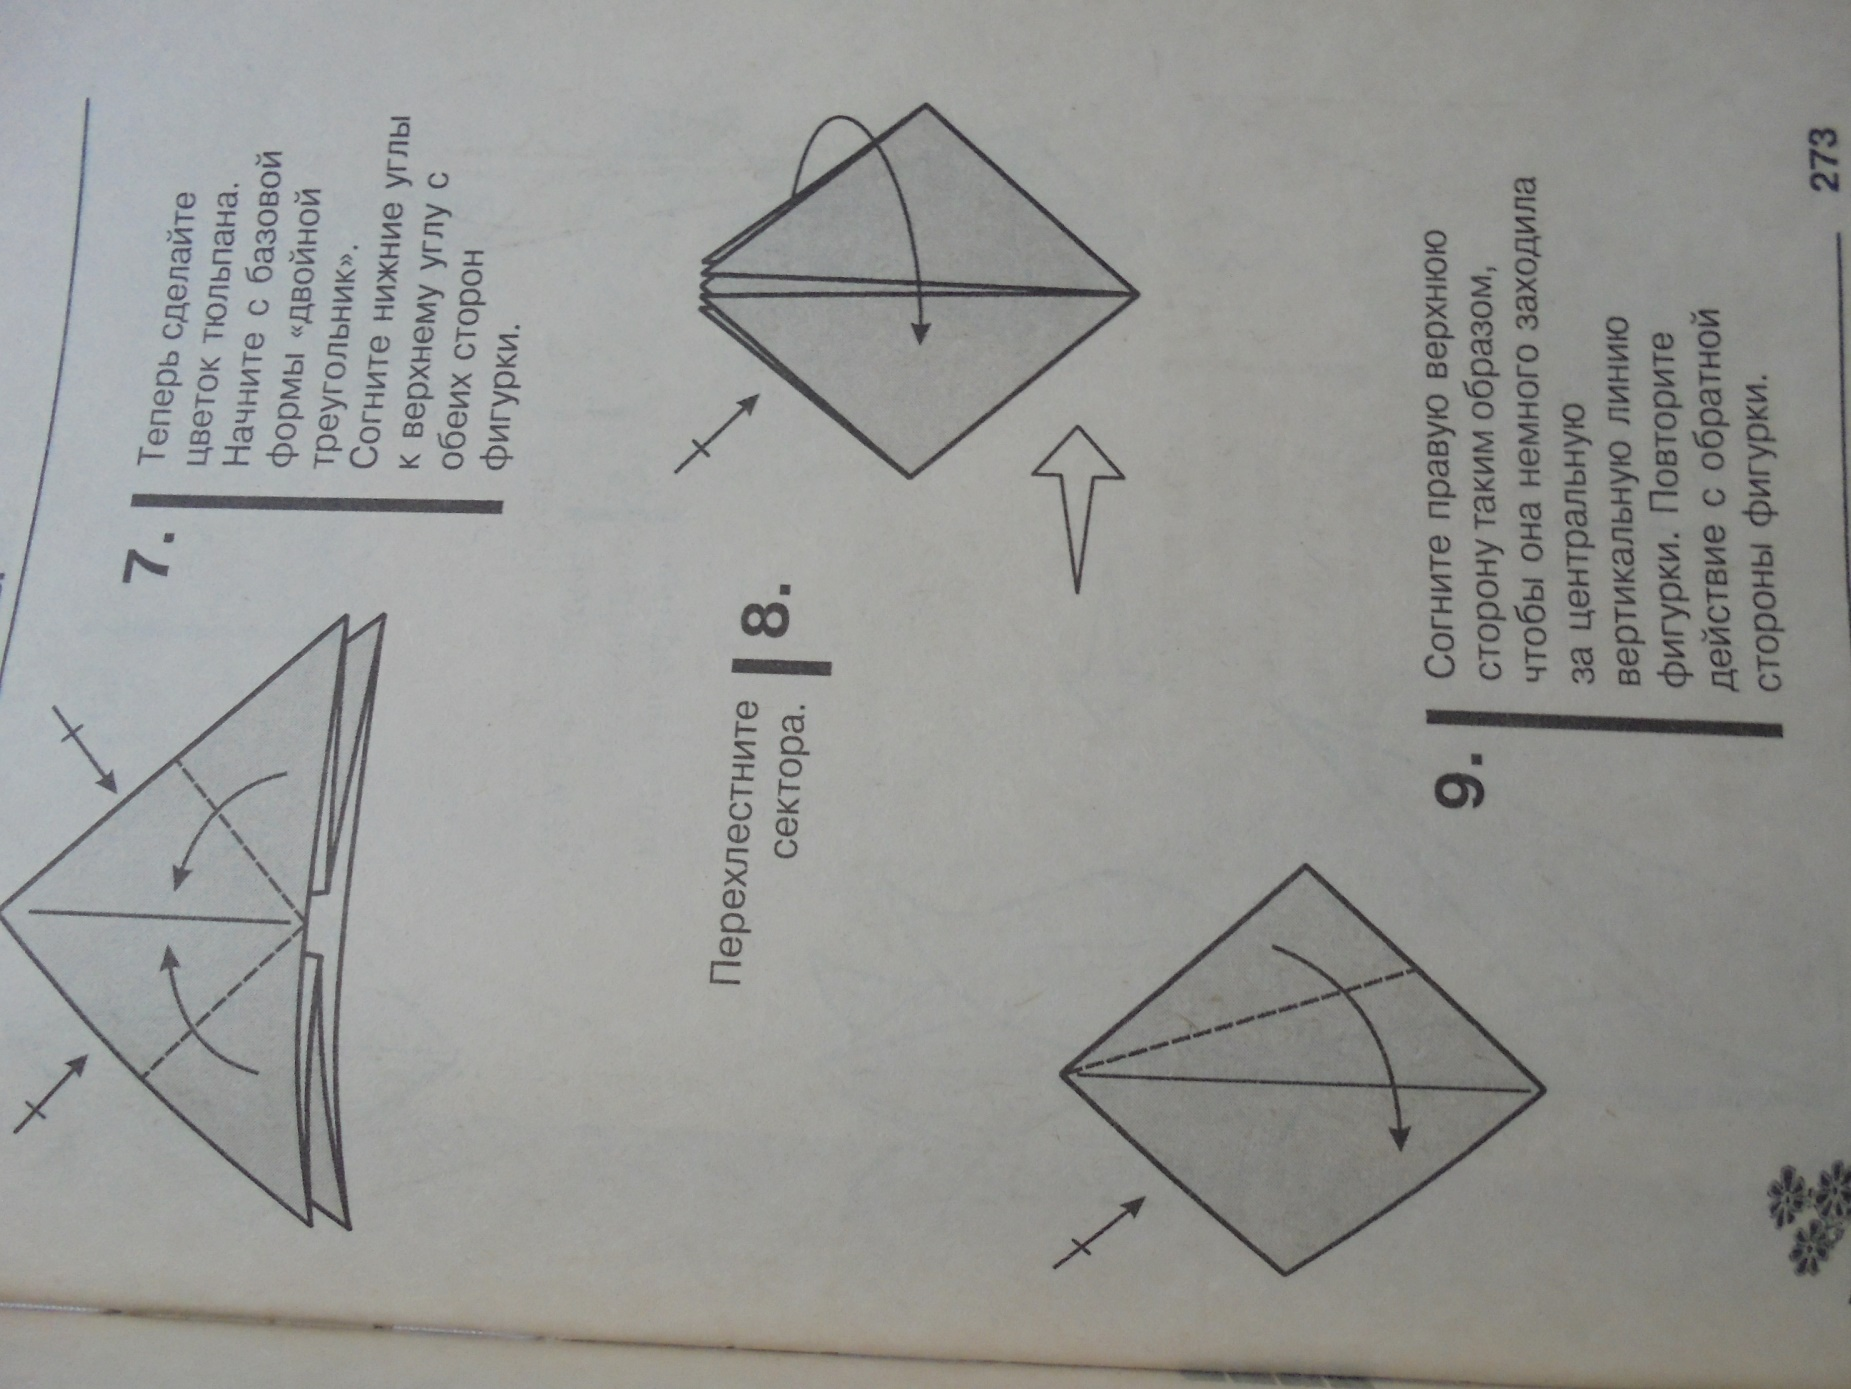 7.
Теперь сделайте
цветок тюльпана.
Начните с базовой
формы «двойной
треугольник».
Согните нижние углы
к верхнему углу с
обеих сторон
фигурки.
Перехлестните
сектора.
8.
9.
Согните правую верхнюю
сторону таким образом,
чтобы она немного заходила
за центральную
вертикальную линию
фигурки. Повторите
действие с обратной
стороны фигурки.
273